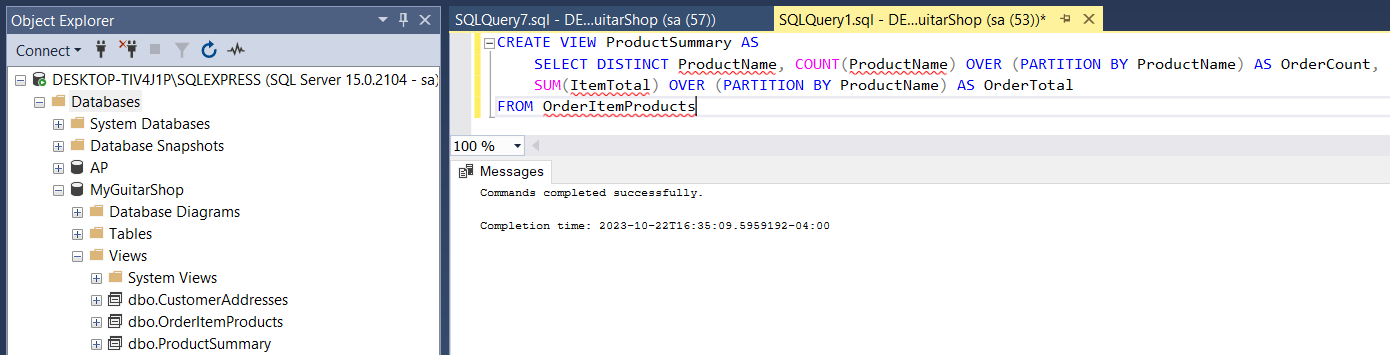 Object Explorer
Connect
DESKTOP-TIV4J1P\SQLEXPRESS (SQL Server 15.0.2104 - sa)
Databases
System Databases
Database Snapshots
AP
MyGuitarShop
Database Diagrams
Tables
Views
System Views
dbo.CustomerAddresses
dbo.OrderItemProducts
dbo.ProductSummary
SQLQuery7.sql - DE...uitarShop (sa (57))
SQLQuery1.sql - DE...uitarShop (sa (53))*
CREATE VIEW ProductSummary AS
SELECT DISTINCT ProductName, COUNT(ProductName) OVER (PARTITION BY ProductName) AS OrderCount,
SUM(ItemTotal) OVER (PARTITION BY ProductName) AS OrderTotal
FROM OrderItemProducts
100 %
Messages
Commands completed successfully.
Completion time: 2023-10-22T16:35:09.5959192-04:00